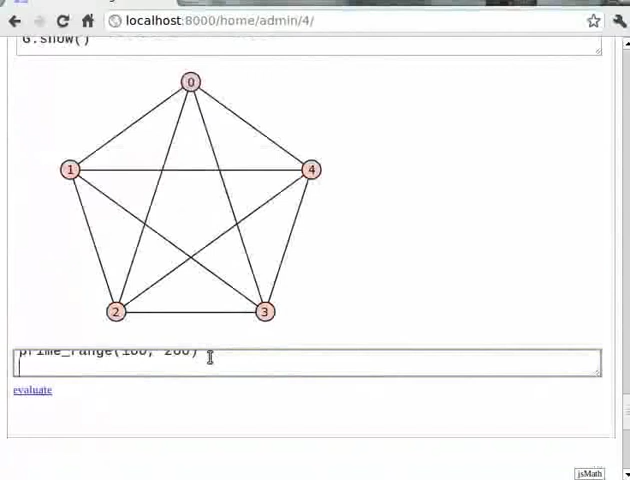 localhost:8000/home/admin/4/
G.show()
0
1
4
2
3
prime_range(100, 200)
evaluate
jsMath